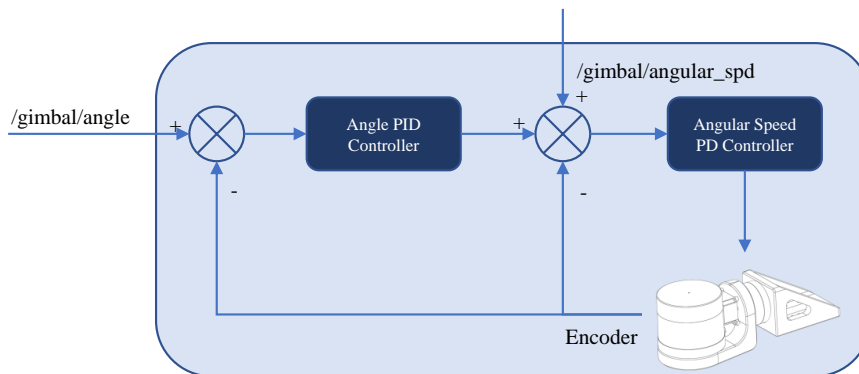 /gimbal/angular_spd
/gimbal/angle
+
+
+
Angle PID
Controller
Angular Speed
PD Controller
-
-
Encoder